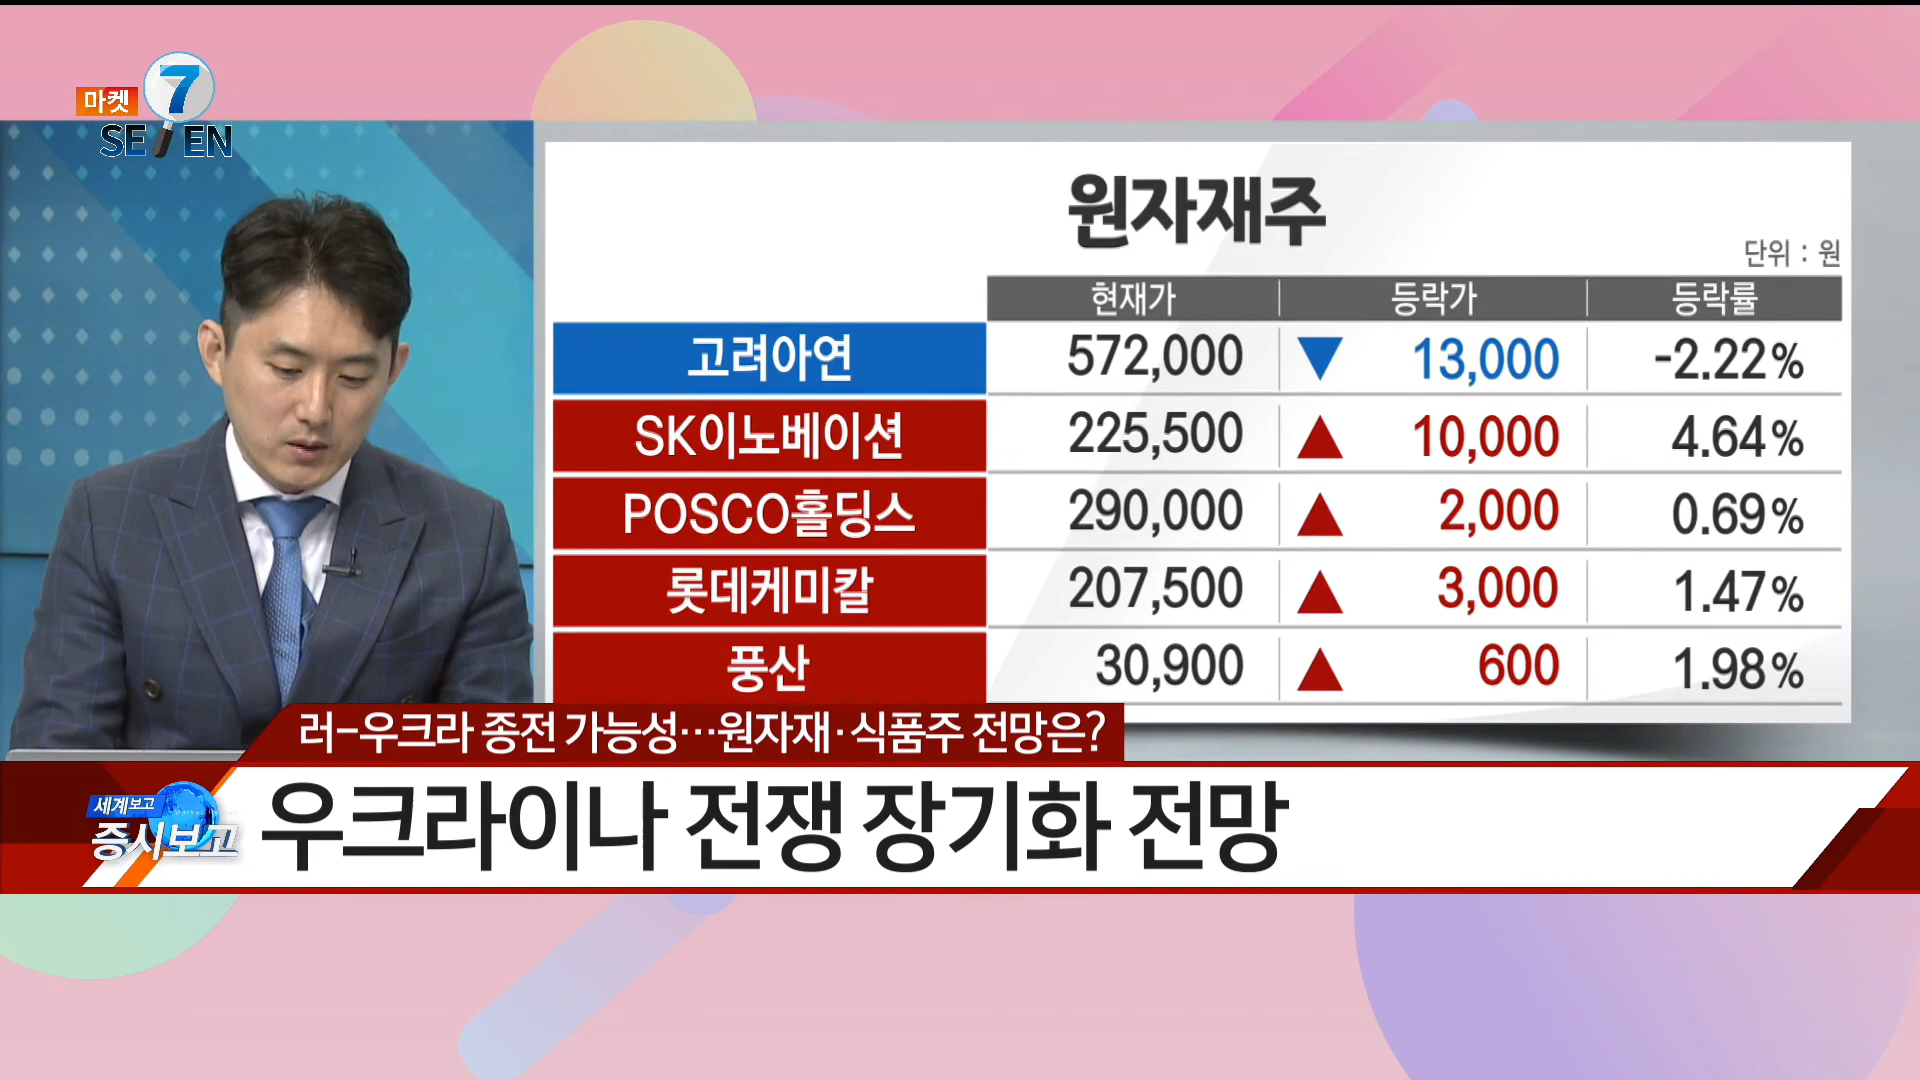 마켓 7
SE7EN
원자재주
단위 : 원
현재가 등락가 등락률
고려아연 572,000 ▼ 13,000 -2.22%
SK이노베이션 225,500 ▲ 10,000 4.64%
POSCO홀딩스 290,000 ▲ 2,000 0.69%
롯데케미칼 207,500 ▲ 3,000 1.47%
풍산 30,900 ▲ 600 1.98%
러-우크라 종전 가능성…원자재·식품주 전망은?
세계보고
증시보고
우크라이나 전쟁 장기화 전망